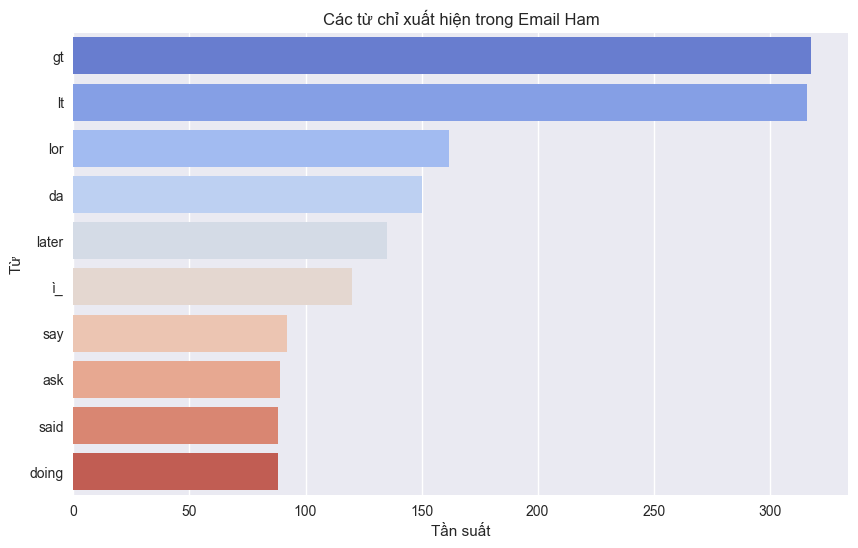 Các từ chỉ xuất hiện trong Email Ham
gt
lt
lor
da
later
ì_
say
ask
said
doing
Từ
0 50 100 150 200 250 300
Tần suất